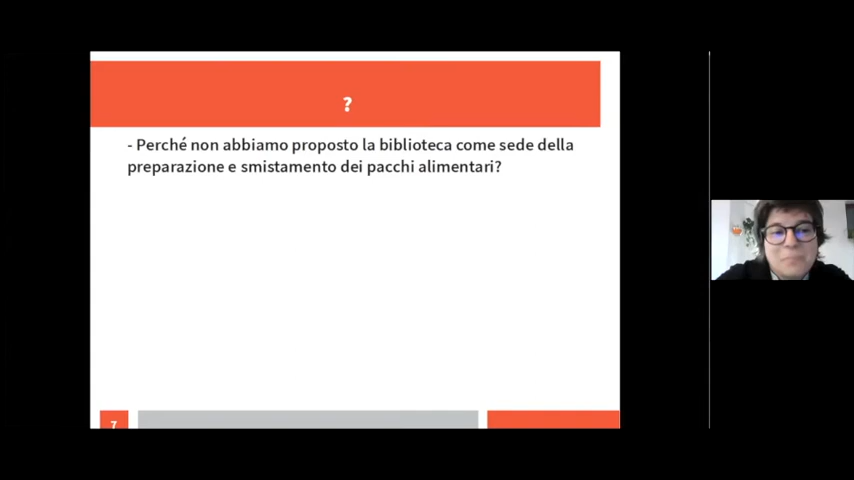 ?
- Perché non abbiamo proposto la biblioteca come sede della
preparazione e smistamento dei pacchi alimentari?
7